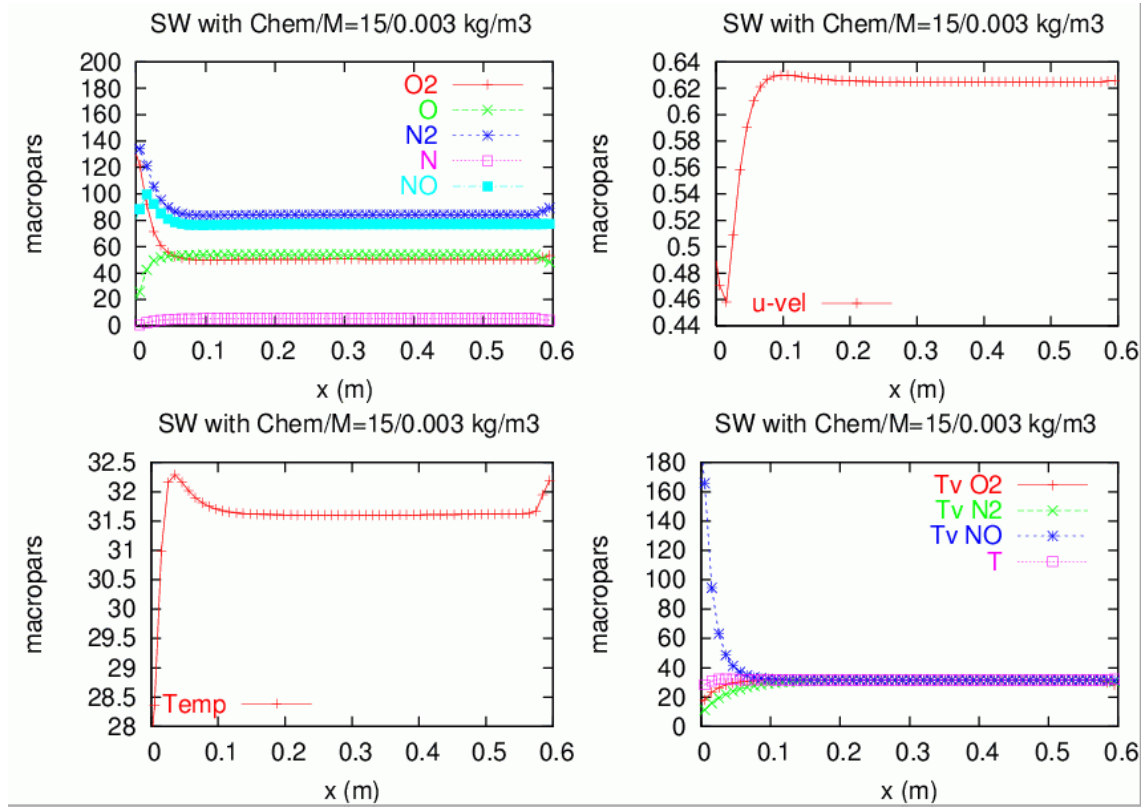 SW with Chem/M=15/0.003 kg/m3
200
180
160
140
120
100
80
60
40
20
0
macropars
O2
O
N2
N
NO
0 0.1 0.2 0.3 0.4 0.5 0.6
x (m)
SW with Chem/M=15/0.003 kg/m3
0.64
0.62
0.6
0.58
0.56
0.54
0.52
0.5
0.48
0.46
0.44
macropars
u-vel
0 0.1 0.2 0.3 0.4 0.5 0.6
x (m)
SW with Chem/M=15/0.003 kg/m3
32.5
32
31.5
31
30.5
30
29.5
29
28.5
28
macropars
Temp
0 0.1 0.2 0.3 0.4 0.5 0.6
x (m)
SW with Chem/M=15/0.003 kg/m3
180
160
140
120
100
80
60
40
20
0
macropars
Tv O2
Tv N2
Tv NO
T
0 0.1 0.2 0.3 0.4 0.5 0.6
x (m)